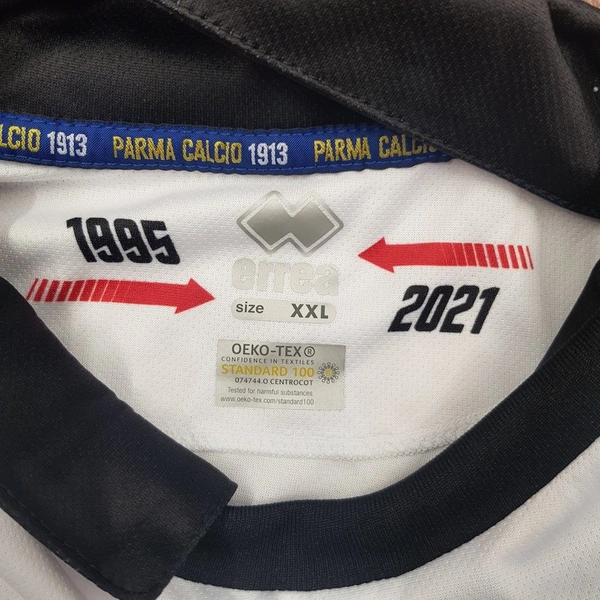 LCIO 1913 PARMA CALCIO 1913 PARMA CALCIO
1995
errea
size XXL
2021
OEKO-TEX®
CONFIDENCE IN TEXTILES
STANDARD 100
074744.O CENTROCOT
Tested for harmful substances
www.oeko-tex.com/standard100